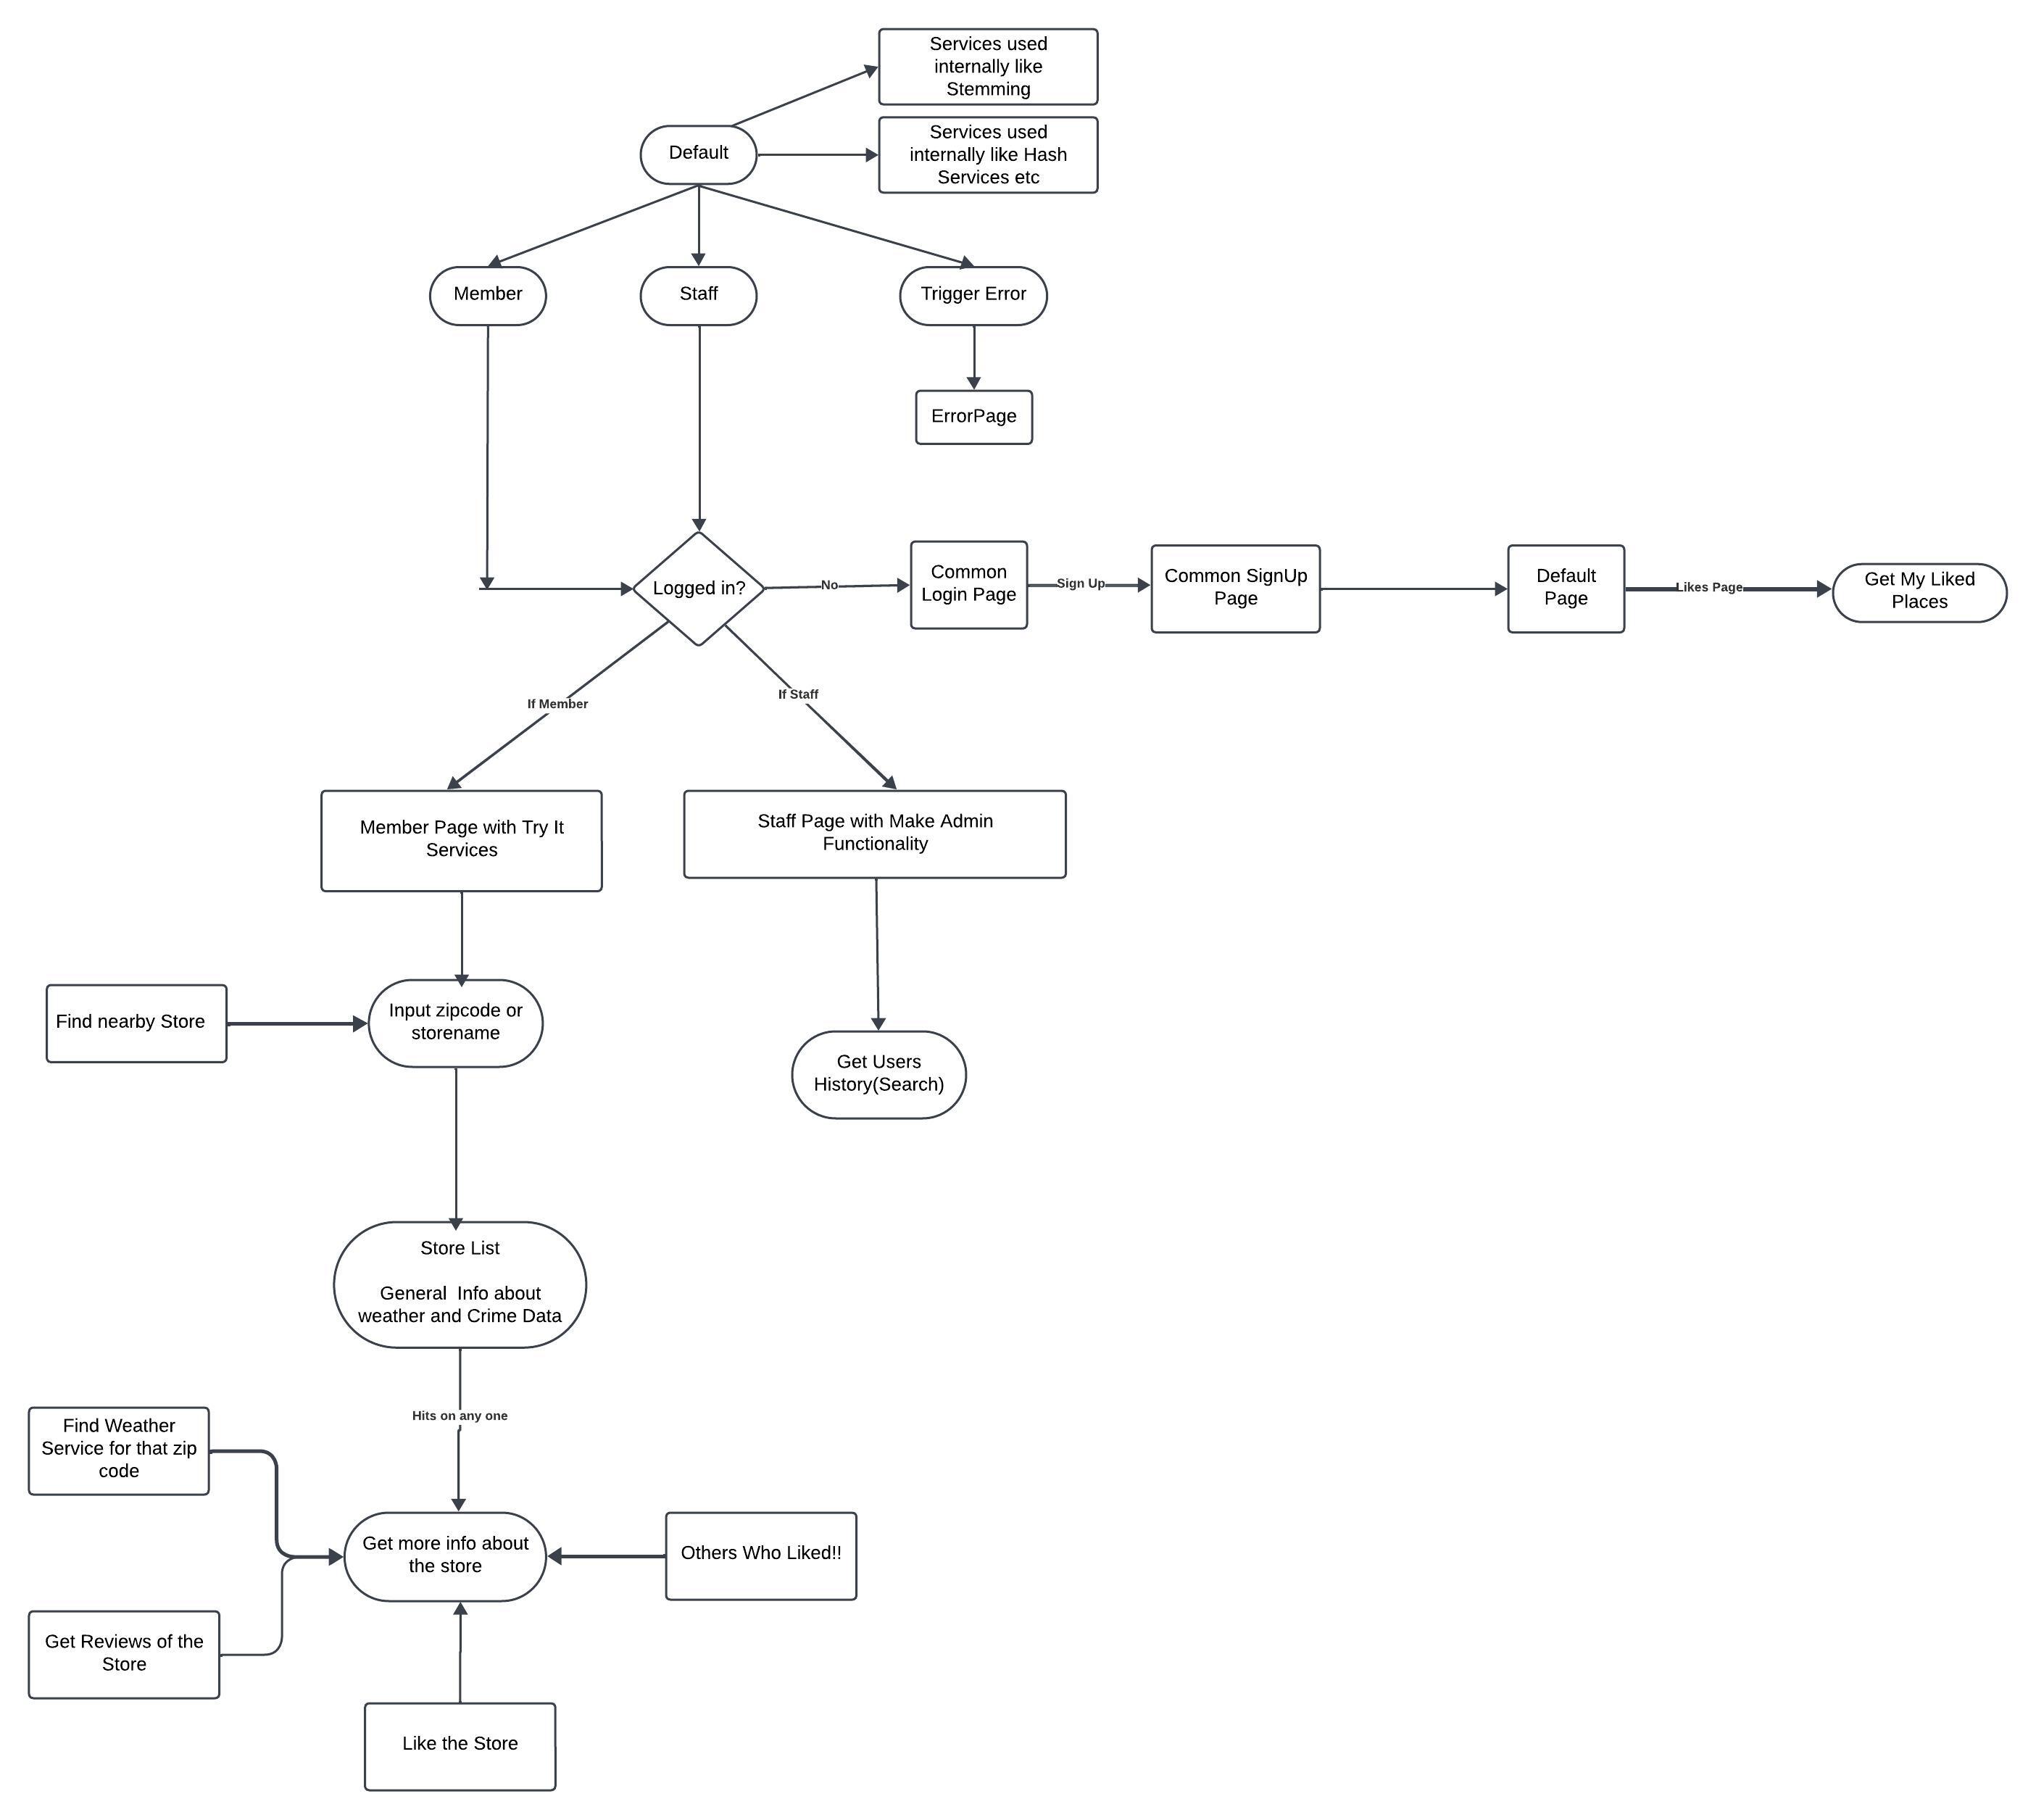 Services used
internally like
Stemming
Default
Services used
internally like Hash
Services etc
Member
Staff
Trigger Error
ErrorPage
Logged in?
No
Common
Login Page
Sign Up
Common SignUp
Page
Default
Page
Likes Page
Get My Liked
Places
If Member
If Staff
Member Page with Try It
Services
Staff Page with Make Admin
Functionality
Find nearby Store
Input zipcode or
storename
Get Users
History(Search)
Store List
General  Info about
weather and Crime Data
Hits on any one
Find Weather
Service for that zip
code
Get more info about
the store
Others Who Liked!!
Get Reviews of the
Store
Like the Store